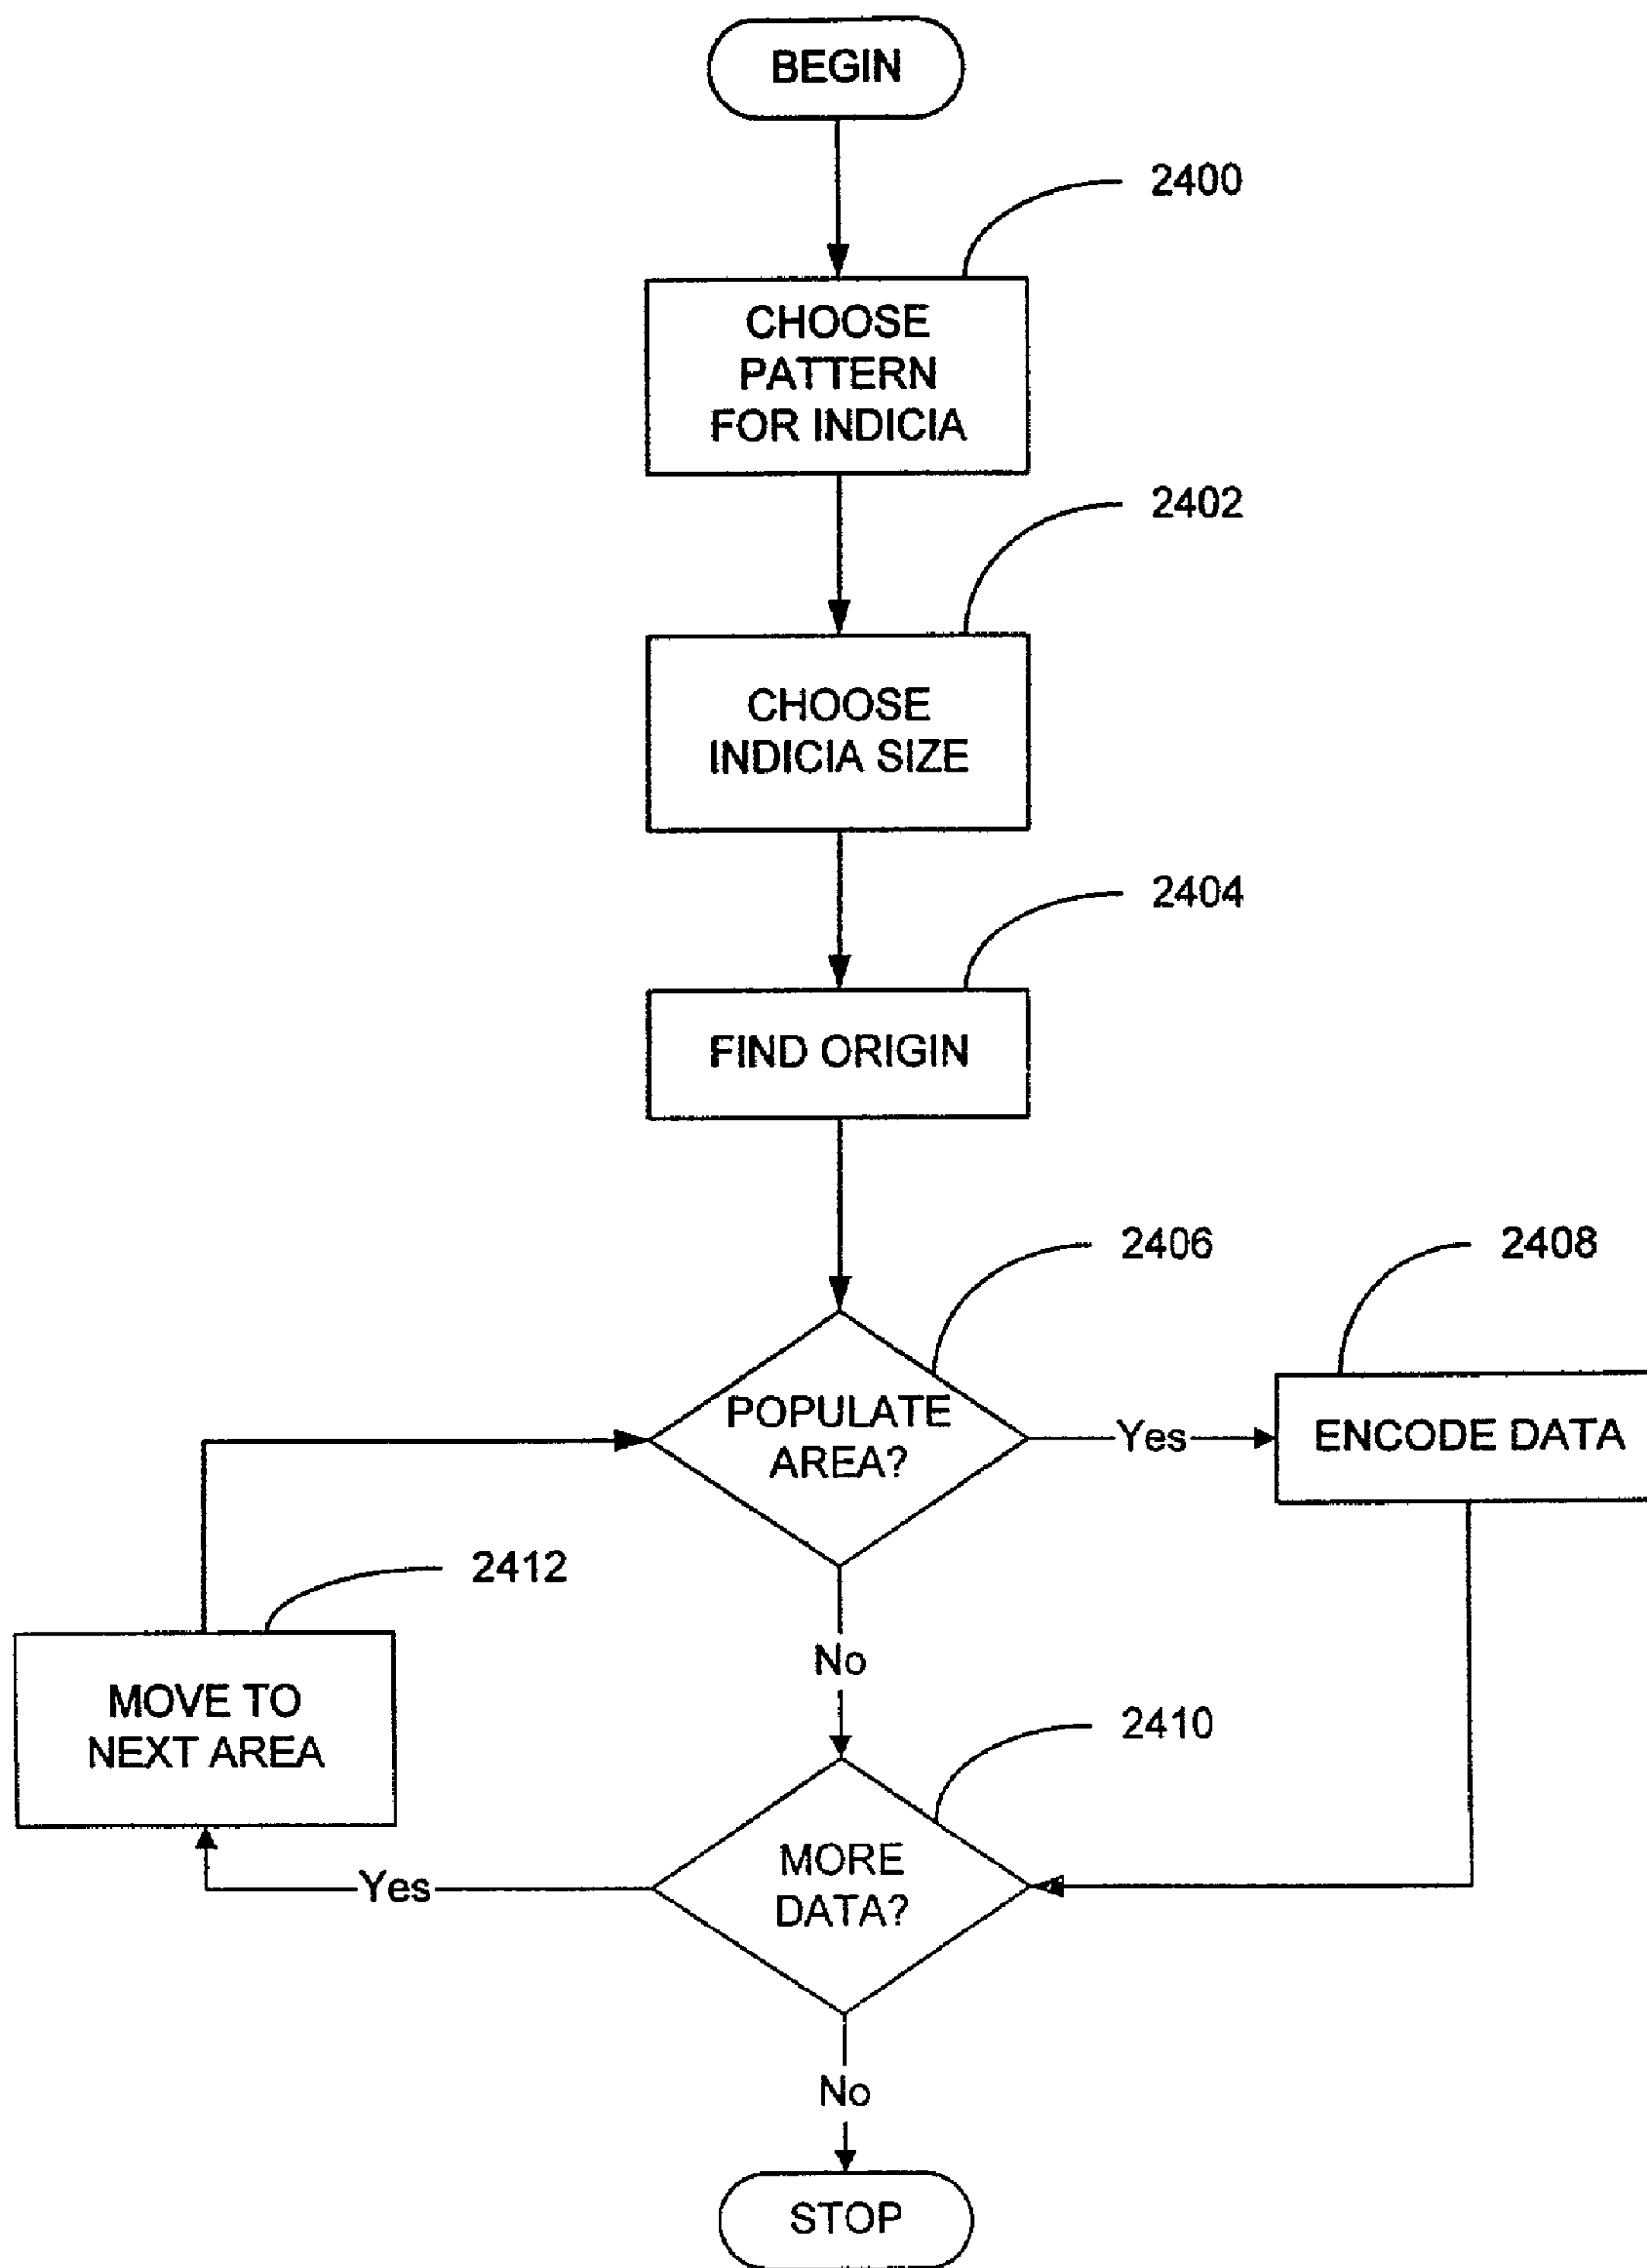 BEGIN
2400
CHOOSE
PATTERN
FOR INDICIA
2402
CHOOSE
INDICIA SIZE
2404
FIND ORIGIN
2406
2408
POPULATE
AREA?
Yes
ENCODE DATA
2412
No
MOVE TO
NEXT AREA
2410
MORE
DATA?
Yes
No
STOP